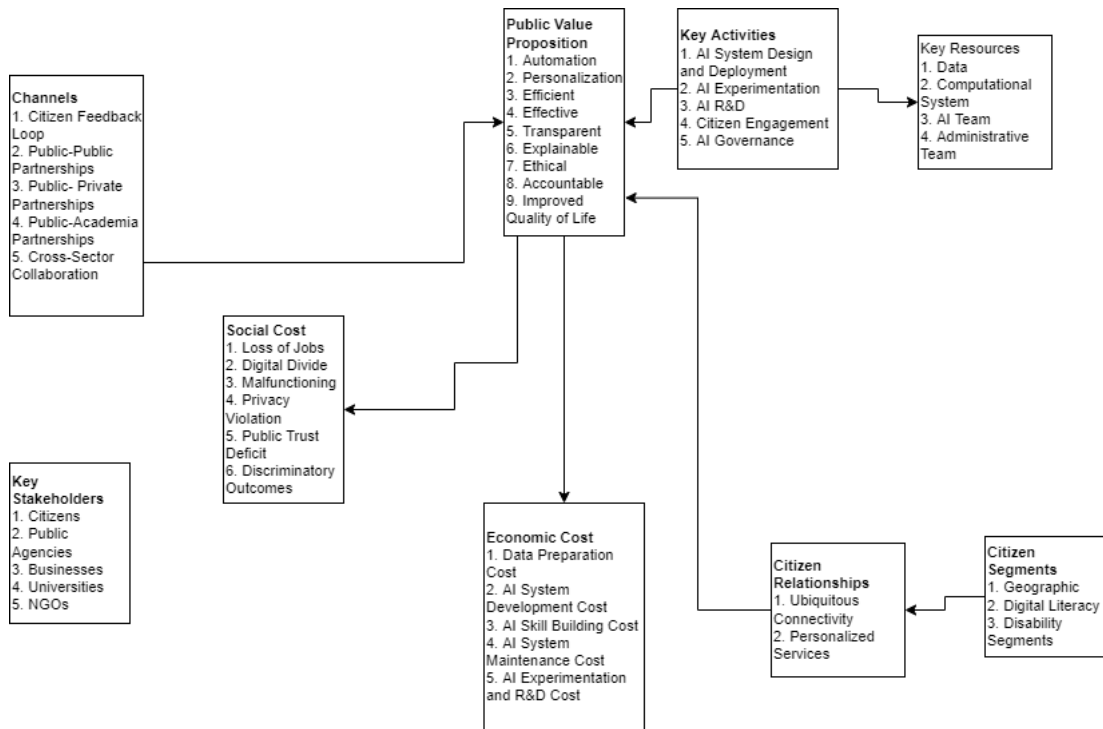 Public Value
Proposition
1. Automation
2. Personalization
3. Efficient
4. Effective
5. Transparent
6. Explainable
7. Ethical
8. Accountable
9. Improved
Quality of Life
Key Activities
1. AI System Design
and Deployment
2. AI Experimentation
3. AI R&D
4. Citizen Engagement
5. AI Governance
Key Resources
1. Data
2. Computational
System
3. AI Team
4. Administrative
Team
Channels
1. Citizen Feedback
Loop
2. Public-Public
Partnerships
3. Public- Private
Partnerships
4. Public-Academia
Partnerships
5. Cross-Sector
Collaboration
Social Cost
1. Loss of Jobs
2. Digital Divide
3. Malfunctioning
4. Privacy
Violation
5. Public Trust
Deficit
6. Discriminatory
Outcomes
Key
Stakeholders
1. Citizens
2. Public
Agencies
3. Businesses
4. Universities
5. NGOs
Economic Cost
1. Data Preparation
Cost
2. AI System
Development Cost
3. AI Skill Building Cost
4. AI System
Maintenance Cost
5. AI Experimentation
and R&D Cost
Citizen
Relationships
1. Ubiquitous
Connectivity
2. Personalized
Services
Citizen
Segments
1. Geographic
2. Digital Literacy
3. Disability
Segments